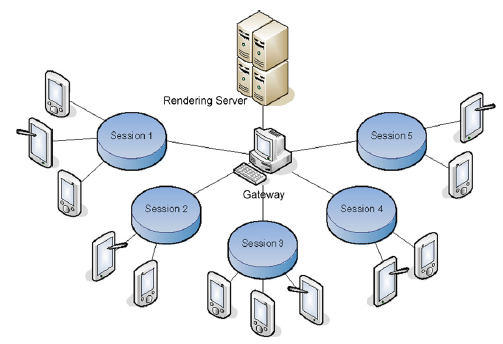 Rendering Server
Session 1
Session 5
Gateway
Session 2
Session 4
Session 3